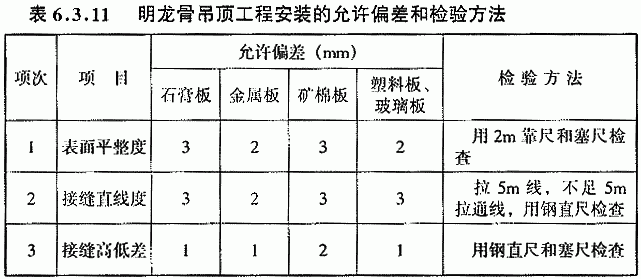 表 6.3.11 明龙骨吊顶工程安装的允许偏差和检验方法
项次 项 目 允许偏差（mm） 检 验 方 法
石膏板 金属板 矿棉板 塑料板、
玻璃板
1 表面平整度 3 2 3 2 用 2m 靠尺和塞尺检
查
2 接缝直线度 3 2 3 3 拉 5m 线，不足 5m
拉通线，用钢直尺检查
3 接缝高低差 1 1 2 1 用钢直尺和塞尺检查